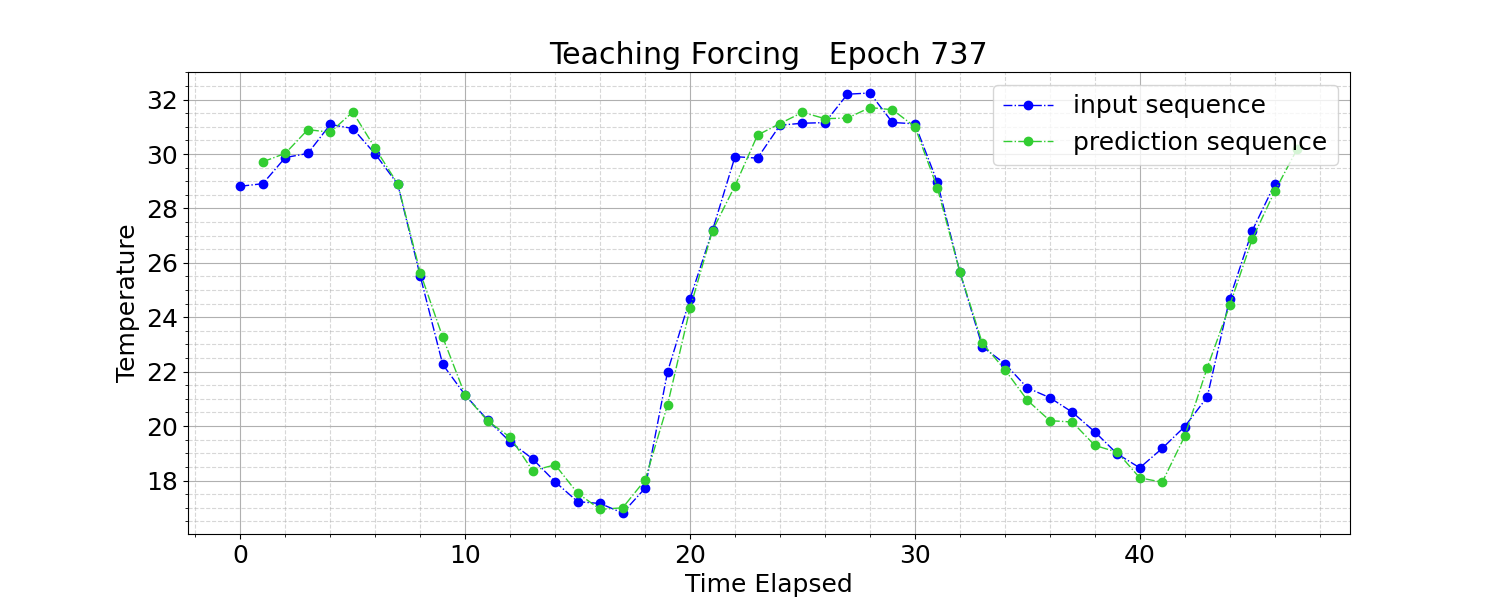 Teaching Forcing   Epoch 737
input sequence
prediction sequence
Temperature
32
30
28
26
24
22
20
18
0 10 20 30 40
Time Elapsed